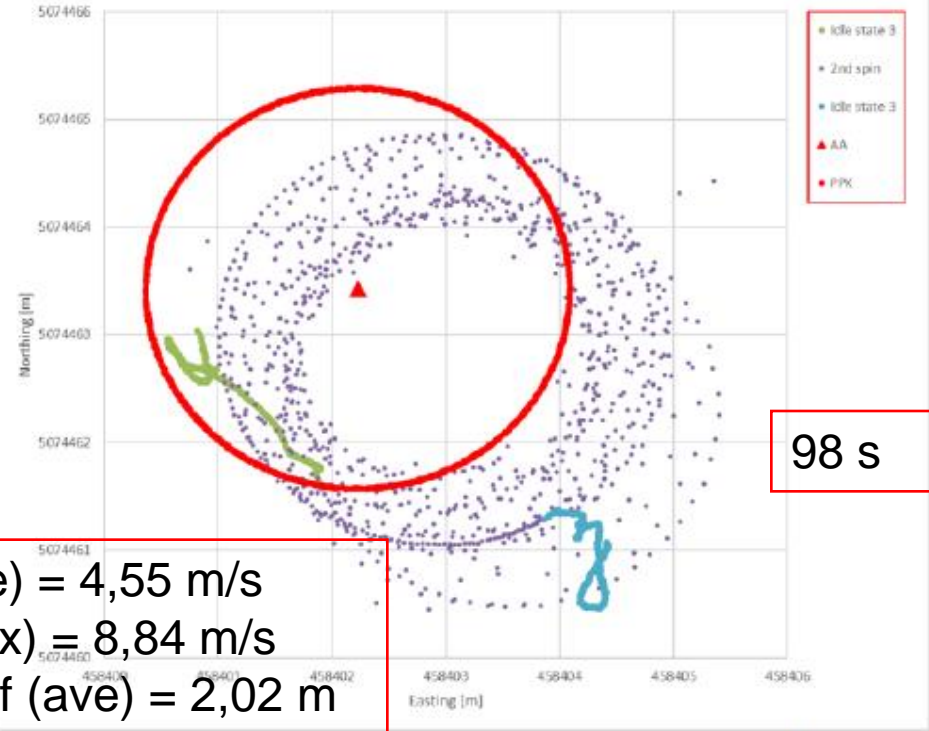 5074466
5074465
5074464
5074463
5074462
5074461
5074460
Northing [m]
458400 458401 458402 458403 458404 458405 458406
Easting [m]
Idle state 3
2nd spin
Idle state 3
AA
PPK
98 s
e) = 4,55 m/s
x) = 8,84 m/s
f (ave) = 2,02 m